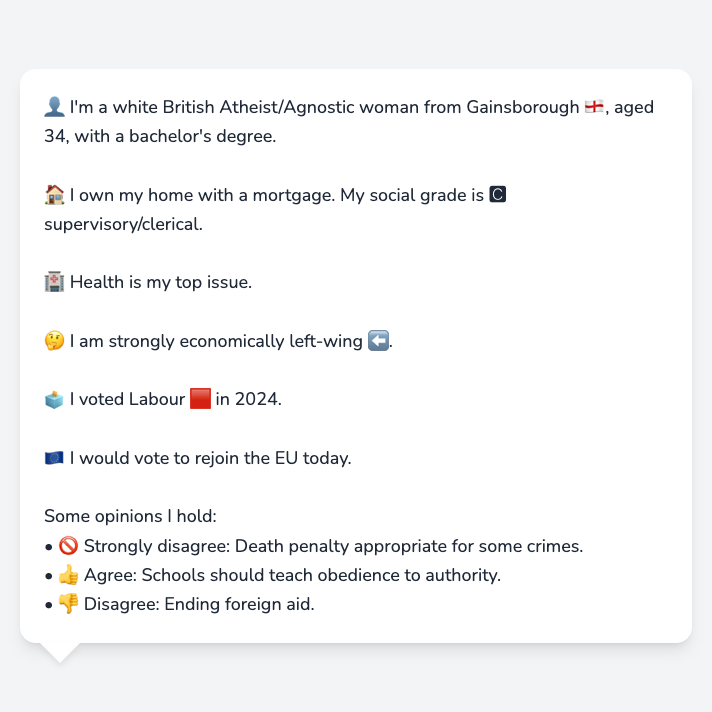 👤 I'm a white British Atheist/Agnostic woman from Gainsborough 🏴󠁧󠁢󠁥󠁮󠁧󠁿, aged
34, with a bachelor's degree.
🏠 I own my home with a mortgage. My social grade is 🅲
supervisory/clerical.
🏥 Health is my top issue.
🤔 I am strongly economically left-wing ⬅️.
🗳️ I voted Labour 🟥 in 2024.
🇪🇺 I would vote to rejoin the EU today.
Some opinions I hold:
• 🚫 Strongly disagree: Death penalty appropriate for some crimes.
• 👍 Agree: Schools should teach obedience to authority.
• 👎 Disagree: Ending foreign aid.